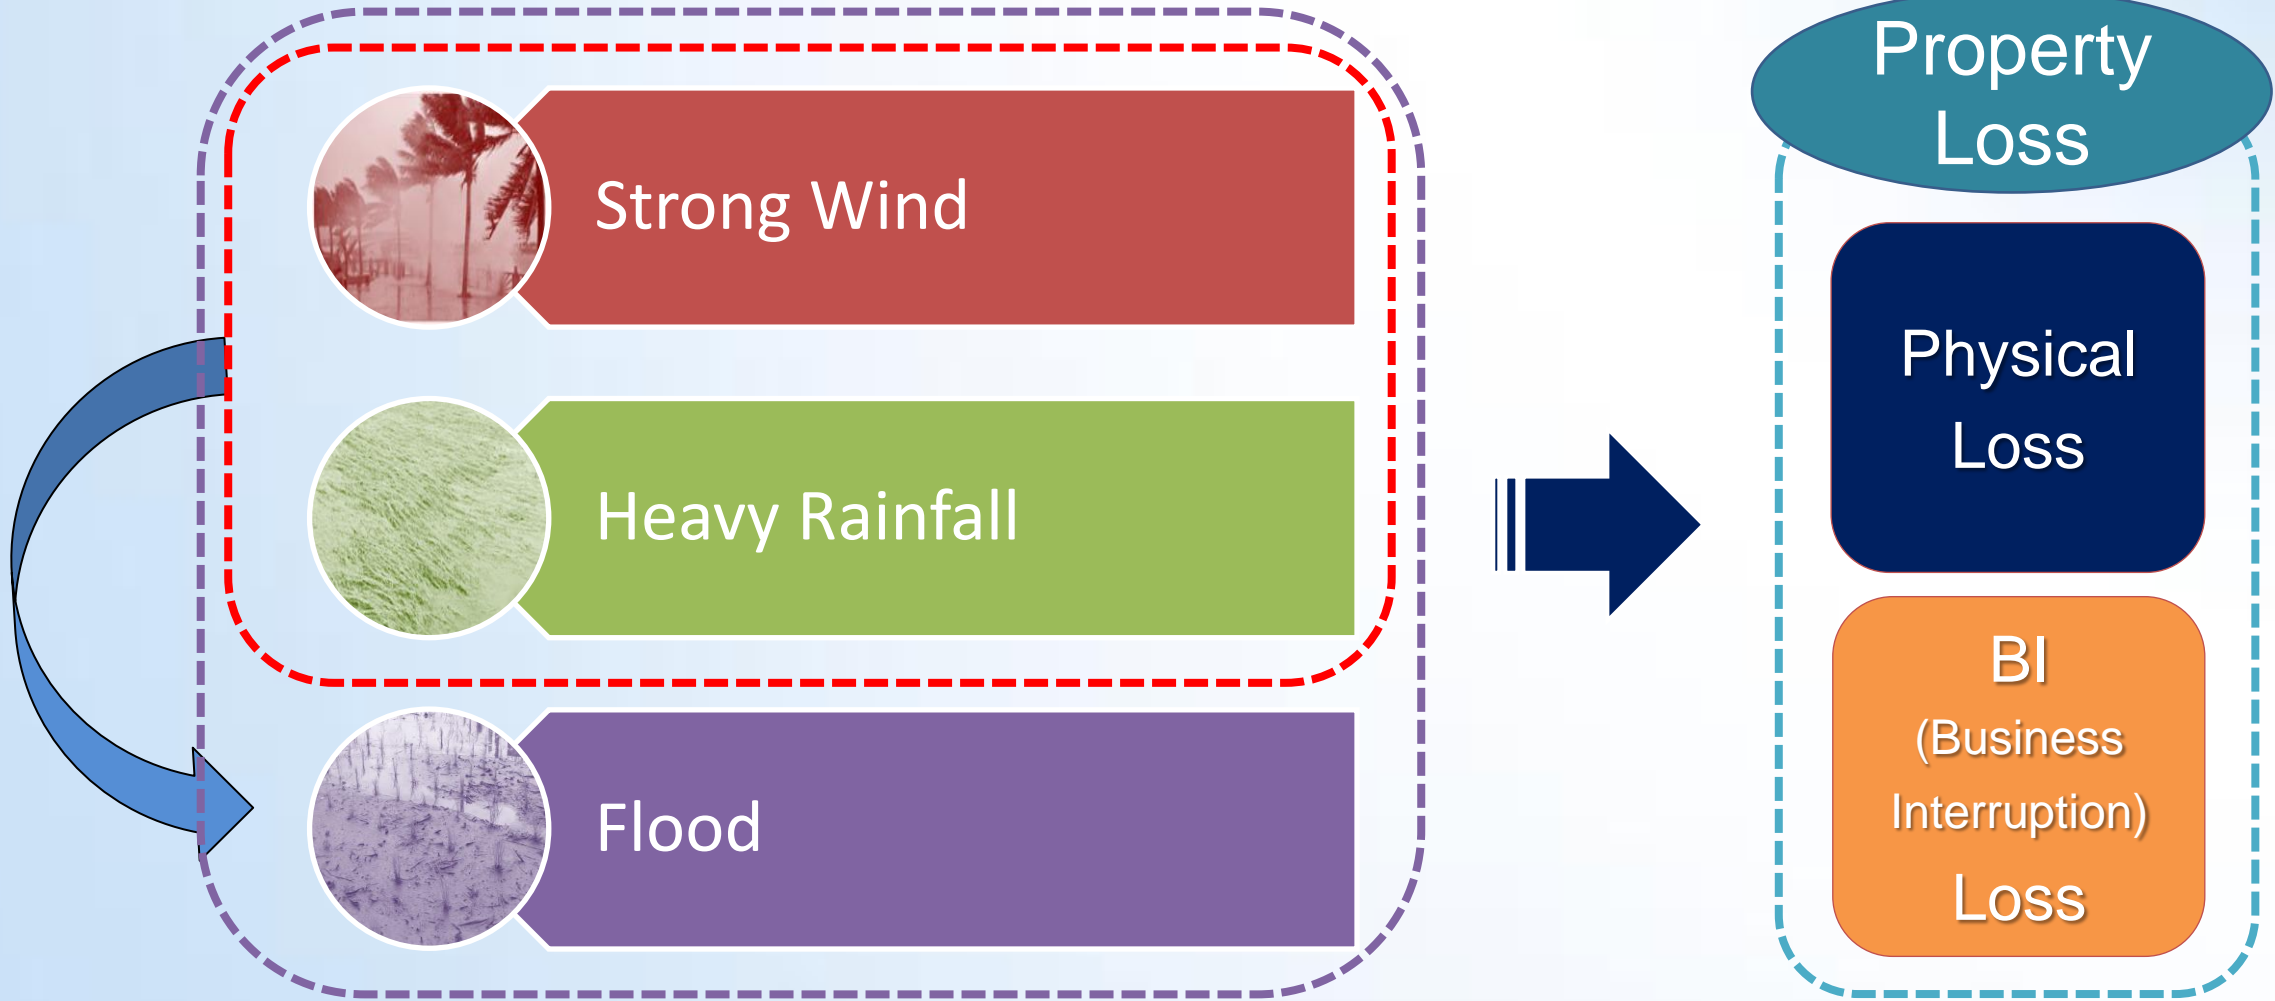 Strong Wind
Heavy Rainfall
Flood
Property
Loss
Physical
Loss
BI
(Business
Interruption)
Loss